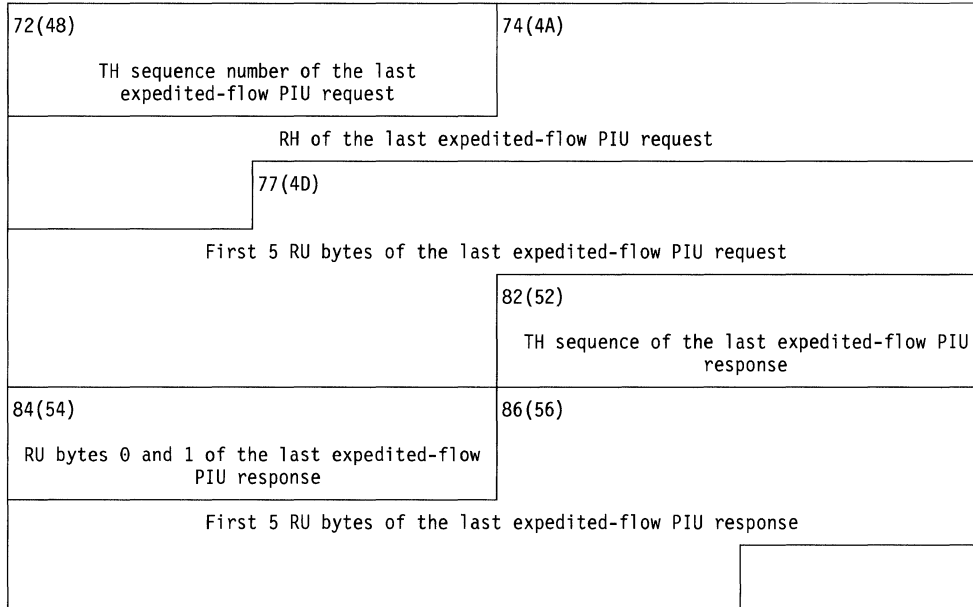 72(48)
74(4A)
TH sequence number of the last
expedited-flow PIU request
RH of the last expedited-flow PIU request
77(4D)
First 5 RU bytes of the last expedited-flow PIU request
82(52)
TH sequence of the last expedited-flow PIU
response
84(54)
86(56)
RU bytes 0 and 1 of the last expedited-flow
PIU response
First 5 RU bytes of the last expedited-flow PIU response